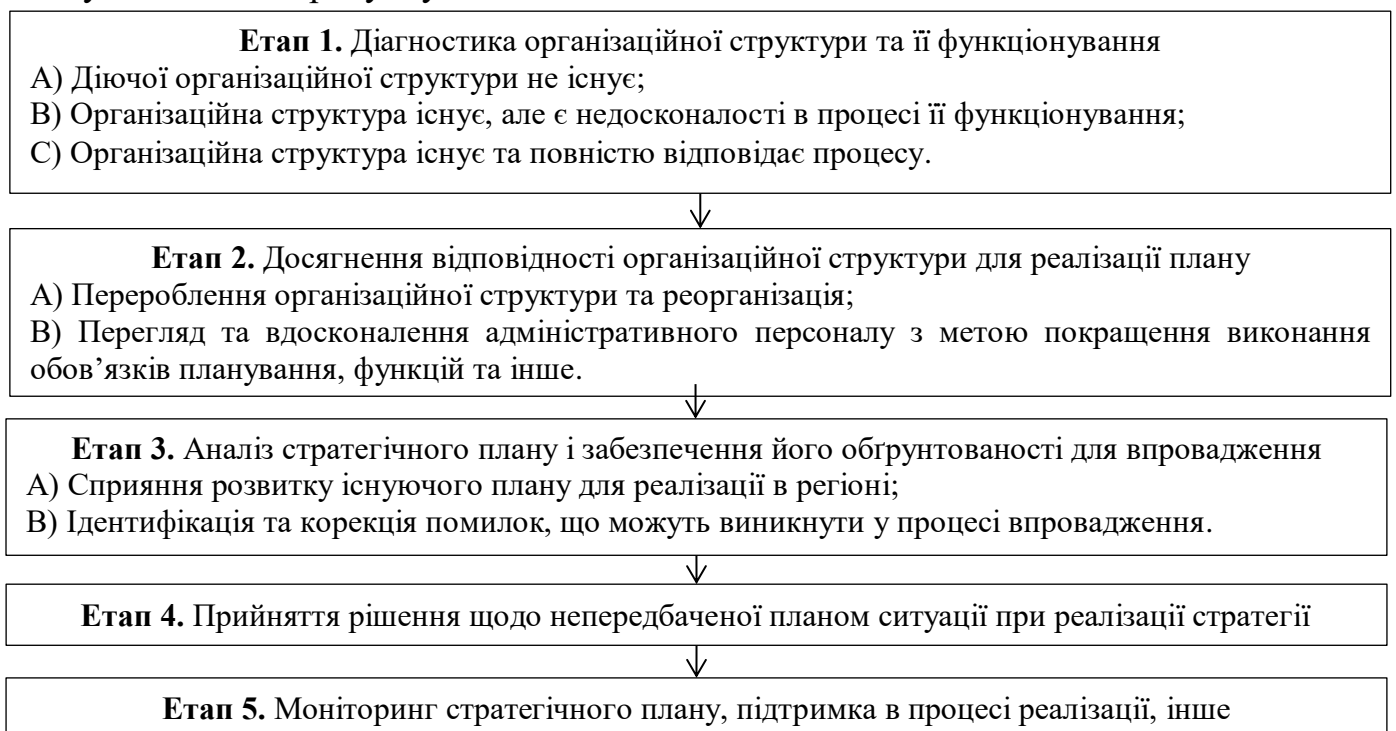 Етап 1. Діагностика організаційної структури та її функціонування
А) Діючої організаційної структури не існує;
В) Організаційна структура існує, але є недосконалості в процесі її функціонування;
С) Організаційна структура існує та повністю відповідає процесу.
Етап 2. Досягнення відповідності організаційної структури для реалізації плану
А) Перероблення організаційної структури та реорганізація;
В) Перегляд та вдосконалення адміністративного персоналу з метою покращення виконання
обов’язків планування, функцій та інше.
Етап 3. Аналіз стратегічного плану і забезпечення його обґрунтованості для впровадження
А) Сприяння розвитку існуючого плану для реалізації в регіоні;
В) Ідентифікація та корекція помилок, що можуть виникнути у процесі впровадження.
Етап 4. Прийняття рішення щодо непередбаченої планом ситуації при реалізації стратегії
Етап 5. Моніторинг стратегічного плану, підтримка в процесі реалізації, інше